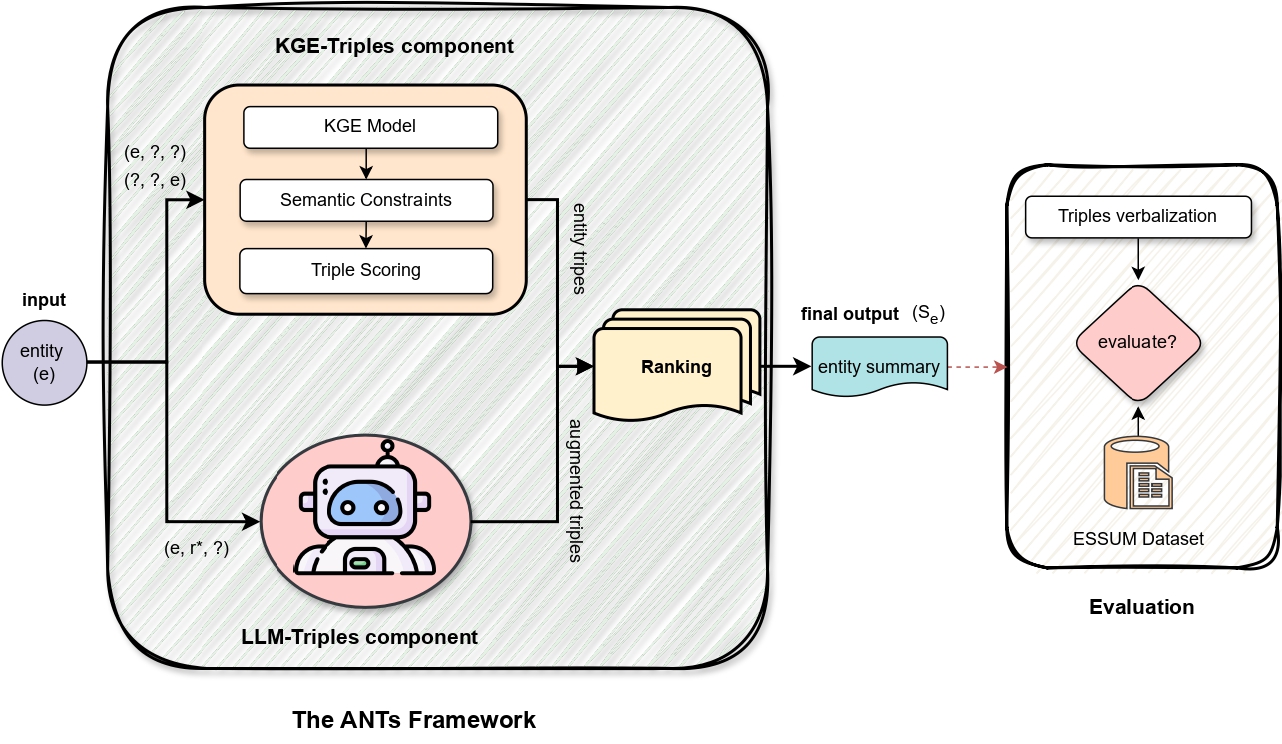 KGE-Triples component
KGE Model
(e, ?, ?)
(?, ?, e)
Semantic Constraints
Triple Scoring
entity tripes
input
entity
(e)
Ranking
final output (Se)
entity summary
augmented triples
(e, r*, ?)
LLM-Triples component
The ANTs Framework
Triples verbalization
evaluate?
ESSUM Dataset
Evaluation